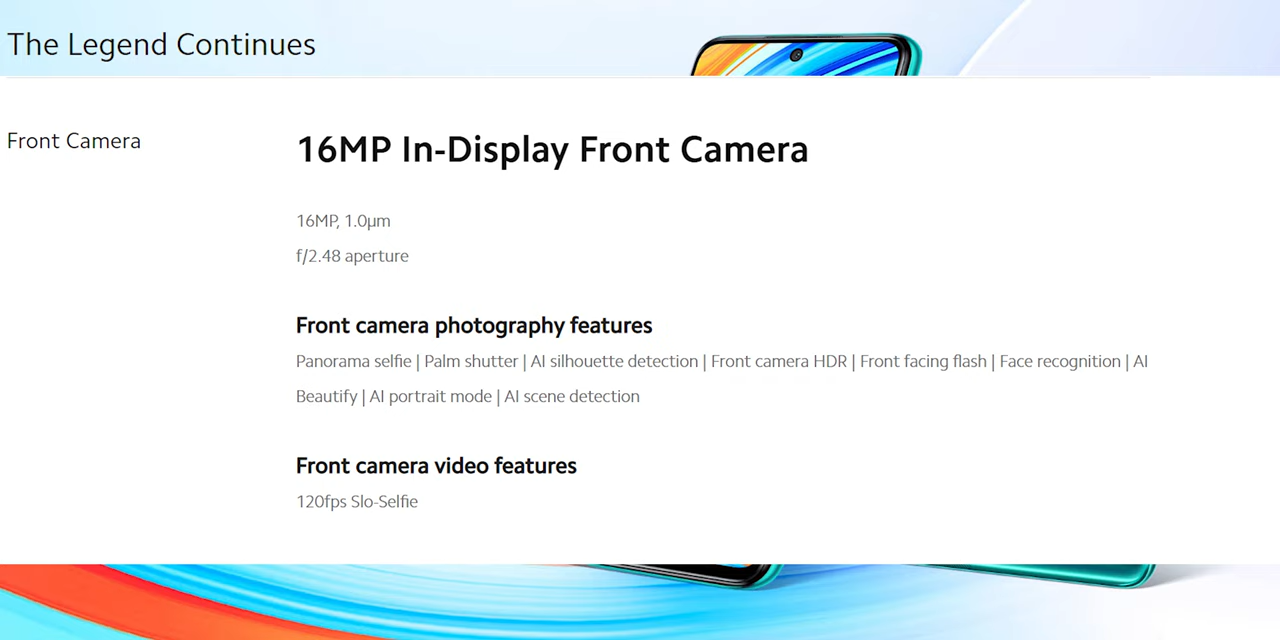 The Legend Continues
Front Camera
16MP In-Display Front Camera
16MP, 1.0µm
f/2.48 aperture
Front camera photography features
Panorama selfie | Palm shutter | AI silhouette detection | Front camera HDR | Front facing flash | Face recognition | AI
Beautify | AI portrait mode | AI scene detection
Front camera video features
120fps Slo-Selfie